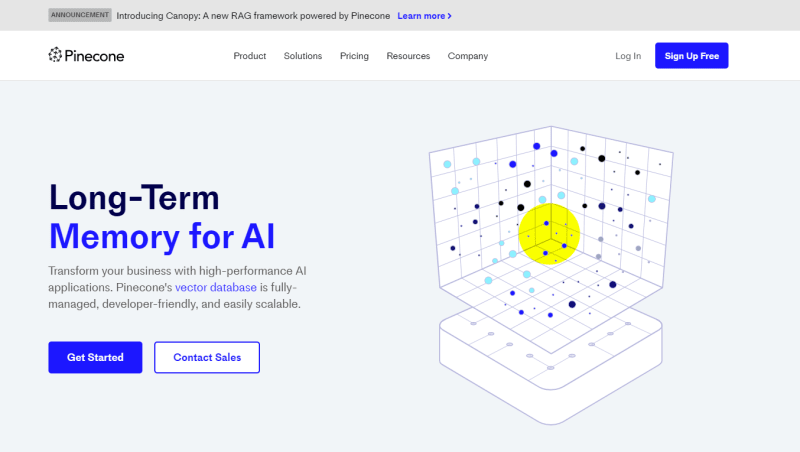 ANNOUNCEMENT Introducing Canopy: A new RAG framework powered by Pinecone Learn more
Pinecone Product Solutions Pricing Resources Company Log In Sign Up Free
Long-Term
Memory for AI
Transform your business with high-performance AI
applications. Pinecone's vector database is fully-
managed, developer-friendly, and easily scalable.
Get Started Contact Sales